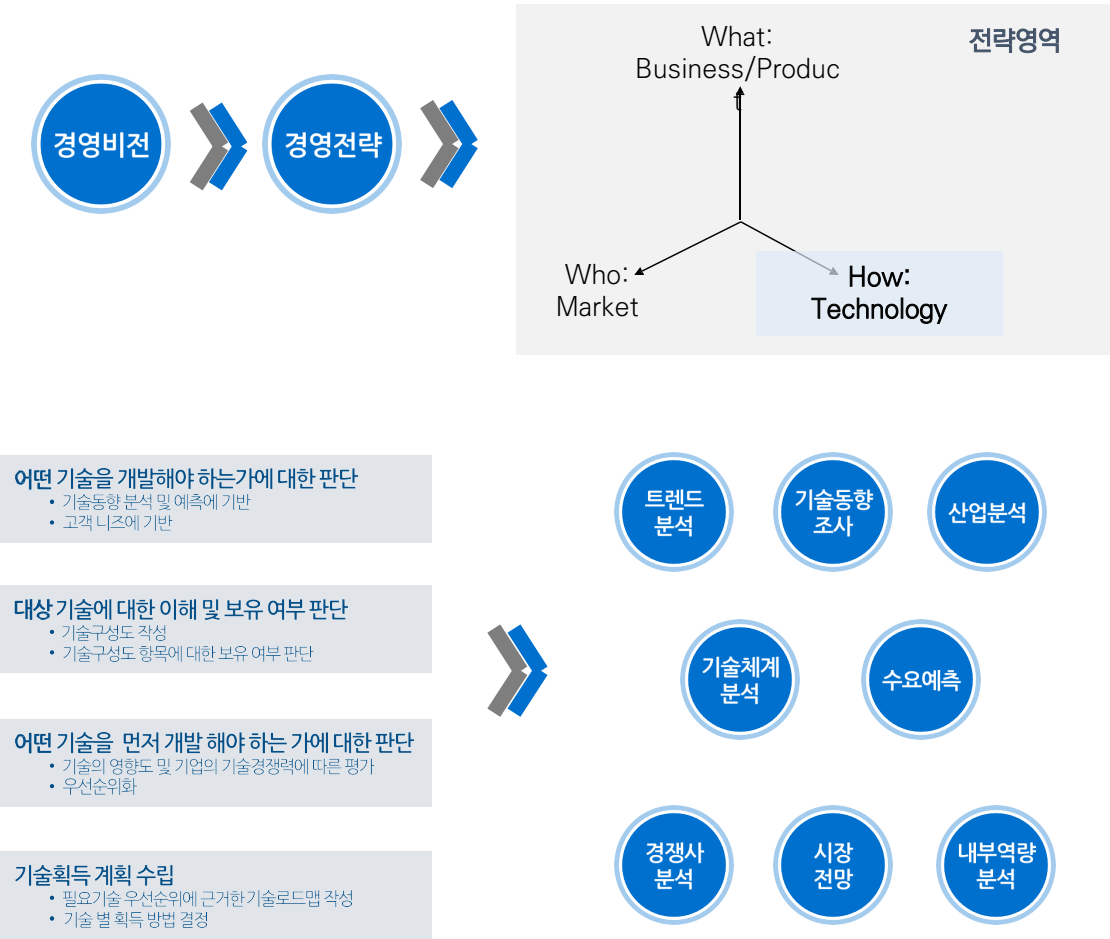 What:
Business/Produc
t
전략영역
경영비전
경영전략
Who:
Market
How:
Technology
어떤 기술을 개발해야 하는가에 대한 판단
• 기술동향 분석 및 예측에 기반
• 고객 니즈에 기반
대상 기술에 대한 이해 및 보유 여부 판단
• 기술구성도 작성
• 기술구성도 항목에 대한 보유 여부 판단
어떤 기술을 먼저 개발 해야 하는 가에 대한 판단
• 기술의 영향도 및 기업의 기술경쟁력에 따른 평가
• 우선순위화
기술획득 계획 수립
• 필요기술 우선순위에 근거한 기술로드맵 작성
• 기술 별 획득 방법 결정
트렌드
분석
기술동향
조사
산업분석
기술체계
분석
수요예측
경쟁사
분석
시장
전망
내부역량
분석